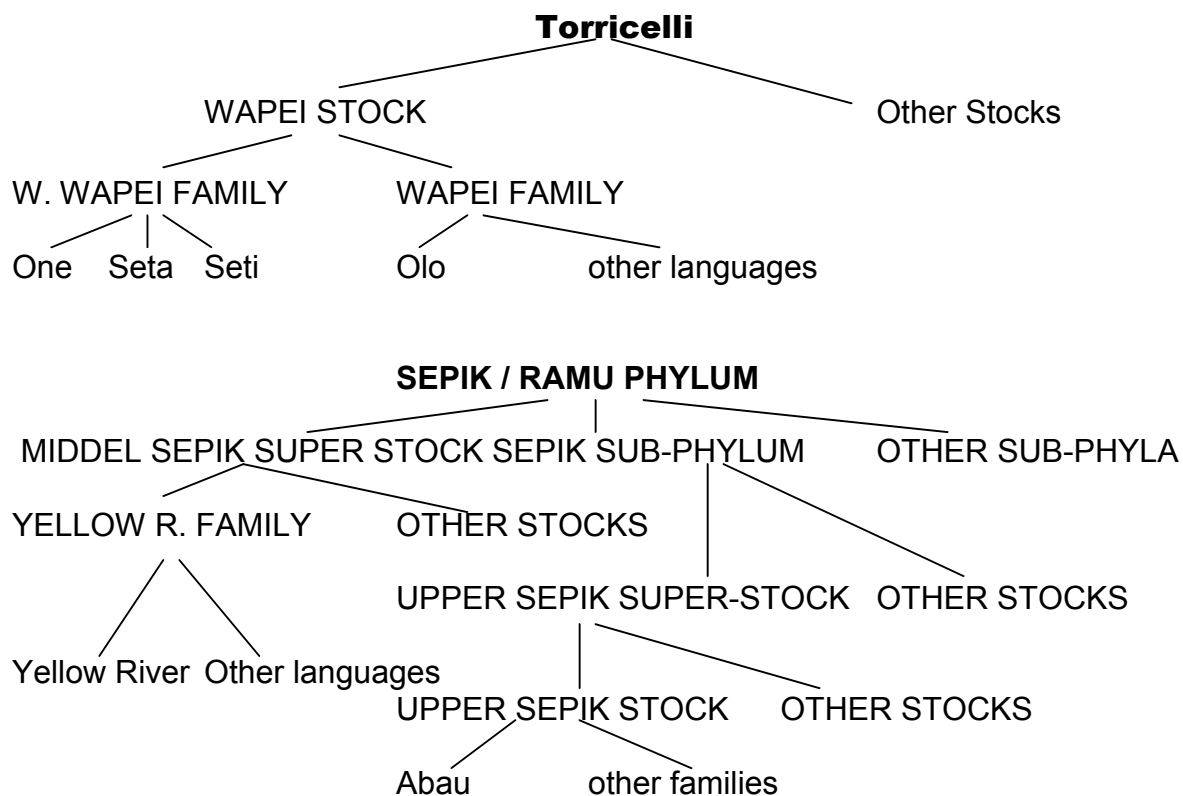 Torricelli
WAPEI STOCK Other Stocks
W. WAPEI FAMILY WAPEI FAMILY
One Seta Seti Olo other languages
SEPIK / RAMU PHYLUM
MIDDEL SEPIK SUPER STOCK SEPIK SUB-PHYLUM OTHER SUB-PHYLA
YELLOW R. FAMILY OTHER STOCKS
UPPER SEPIK SUPER-STOCK OTHER STOCKS
Yellow River Other languages
UPPER SEPIK STOCK OTHER STOCKS
Abau other families